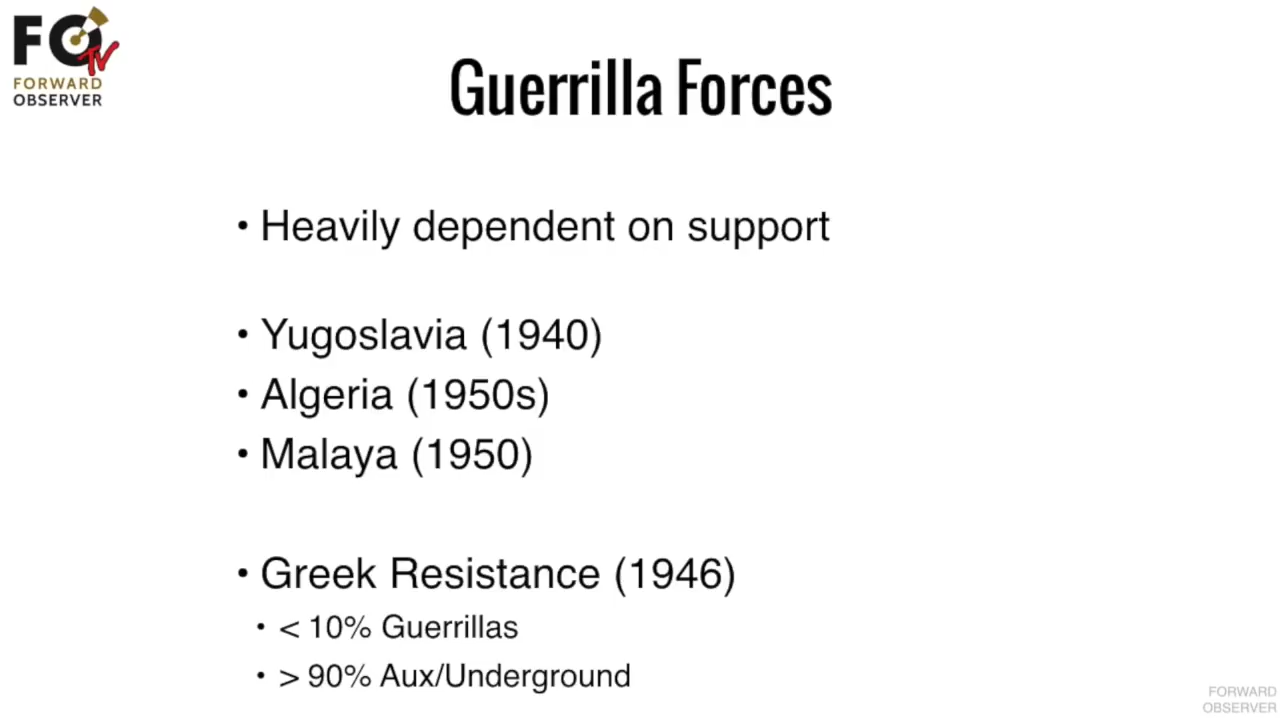 FO
TV
FORWARD
OBSERVER
Guerrilla Forces
• Heavily dependent on support
• Yugoslavia (1940)
• Algeria (1950s)
• Malaya (1950)
• Greek Resistance (1946)
• < 10% Guerrillas
• > 90% Aux/Underground
FORWARD
OBSERVER